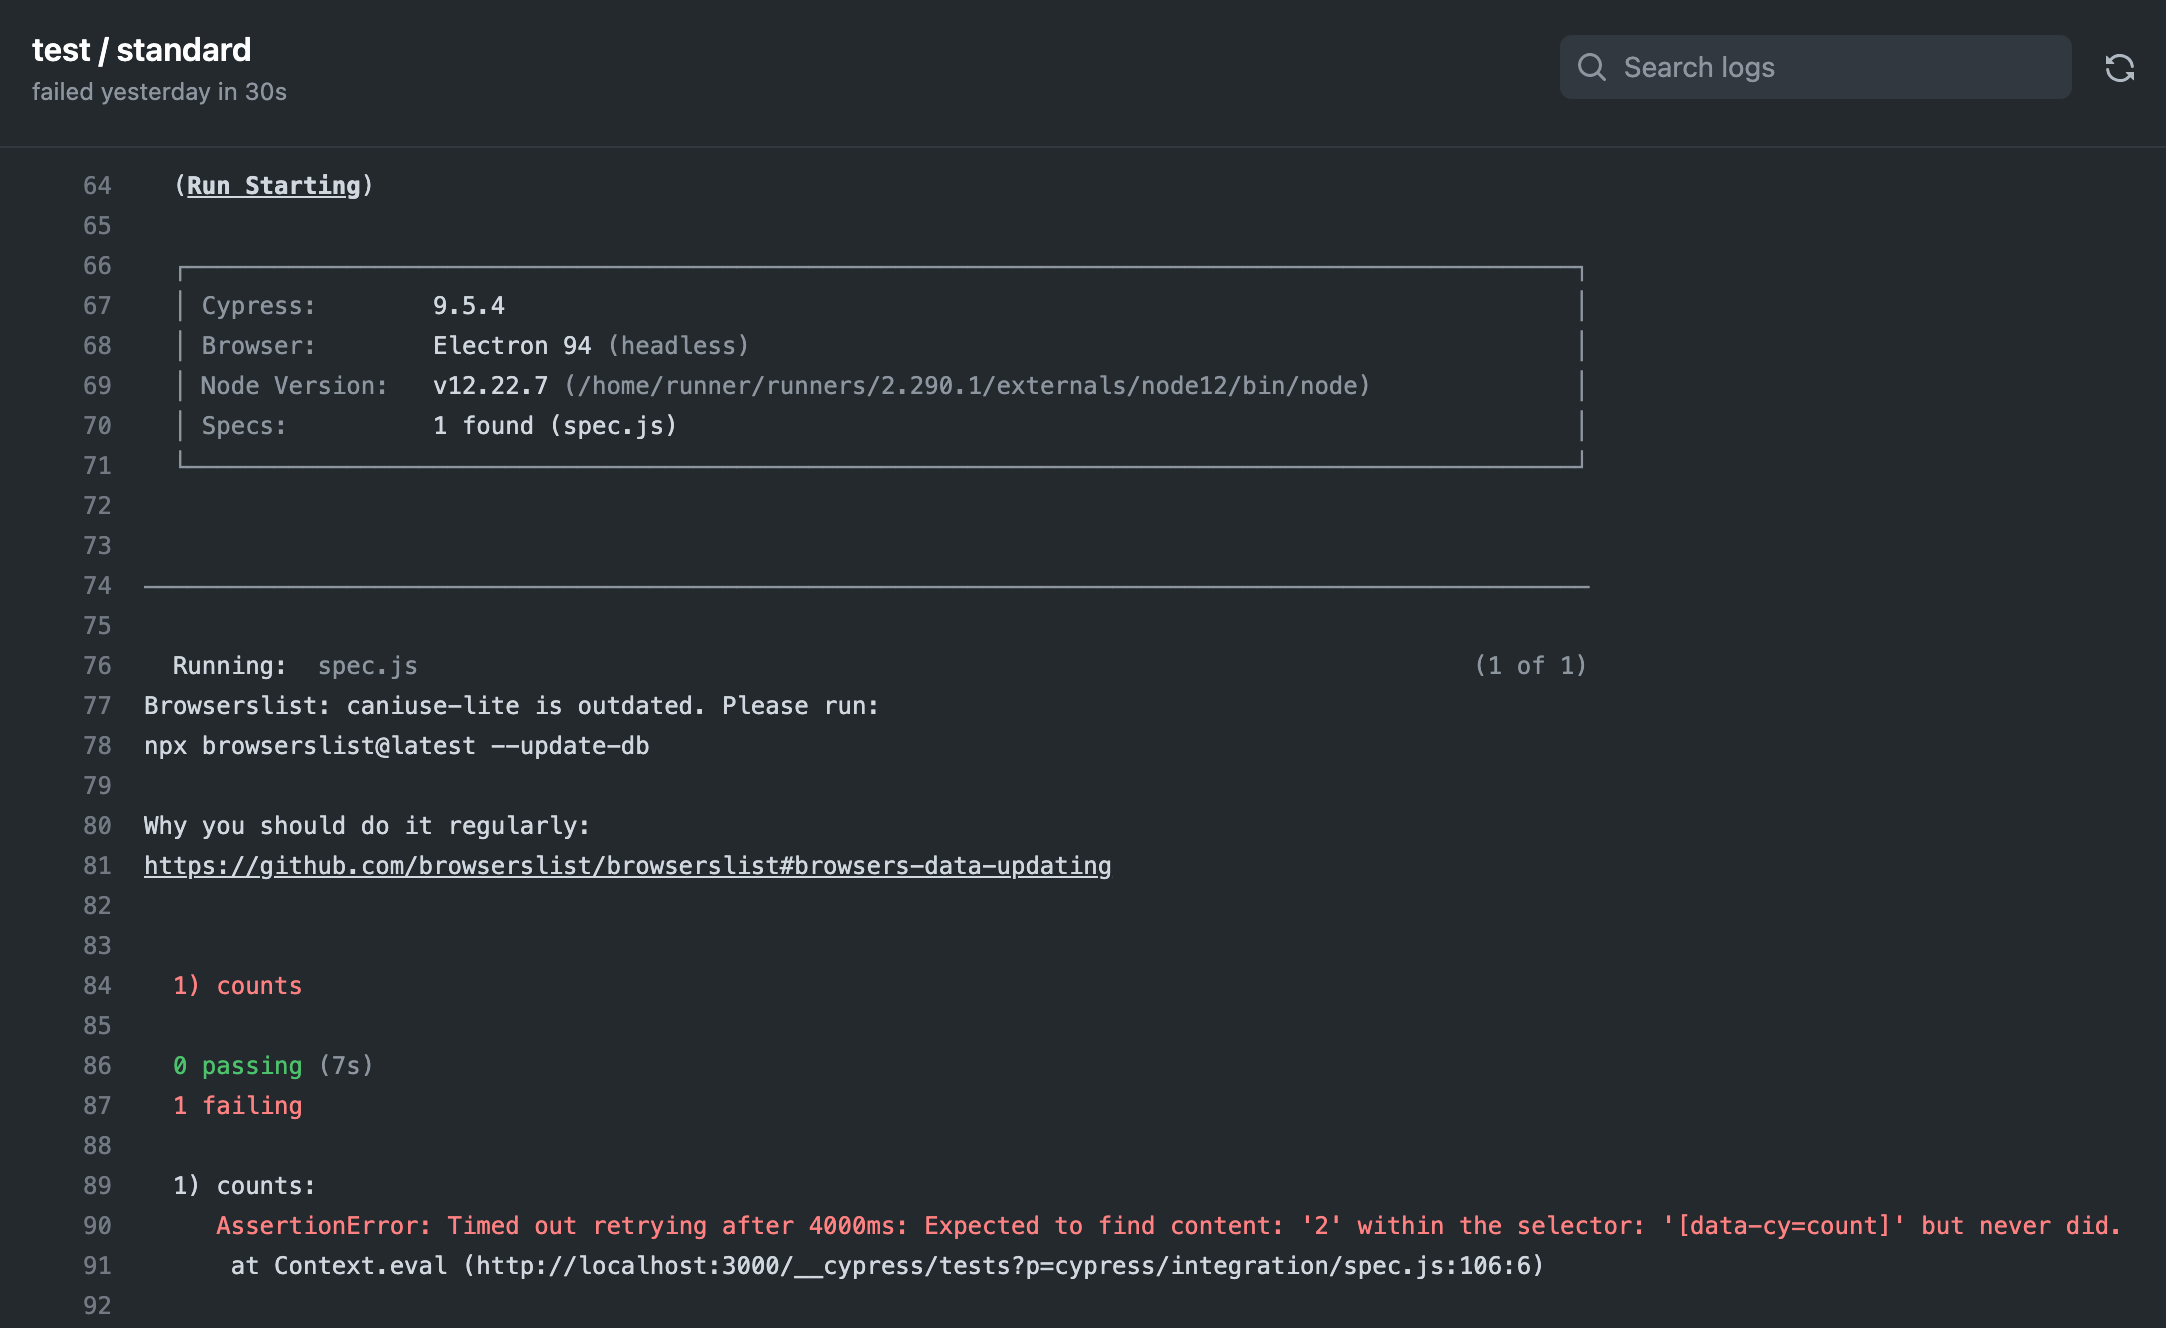 test / standard
failed yesterday in 30s
Search logs
64 (Run Starting)
65
66
67 Cypress: 9.5.4
68 Browser: Electron 94 (headless)
69 Node Version: v12.22.7 (/home/runner/runners/2.290.1/externals/node12/bin/node)
70 Specs: 1 found (spec.js)
71
72
73
74
75
76 Running: spec.js (1 of 1)
77 Browserslist: caniuse-lite is outdated. Please run:
78 npx browserslist@latest --update-db
79
80 Why you should do it regularly:
81 https://github.com/browserslist/browserslist#browsers-data-updating
82
83
84 1) counts
85
86 0 passing (7s)
87 1 failing
88
89 1) counts:
90 AssertionError: Timed out retrying after 4000ms: Expected to find content: '2' within the selector: '[data-cy=count]' but never did.
91 at Context.eval (http://localhost:3000/__cypress/tests?p=cypress/integration/spec.js:106:6)
92